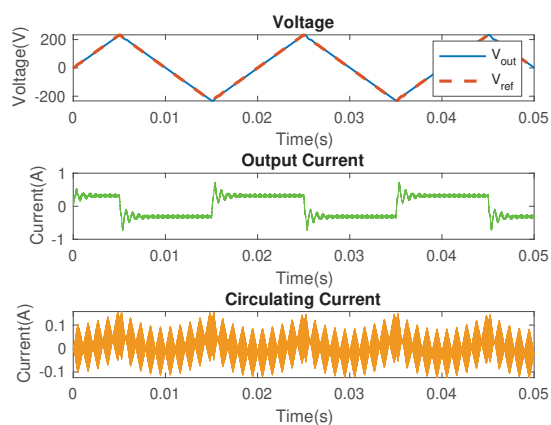 Voltage
Voltage(V)
200
0
-200
V_out
V_ref
0 0.01 0.02 0.03 0.04 0.05
Time(s)
Output Current
Current(A)
1
0
-1
0 0.01 0.02 0.03 0.04 0.05
Time(s)
Circulating Current
Current(A)
0.1
0
-0.1
0 0.01 0.02 0.03 0.04 0.05
Time(s)